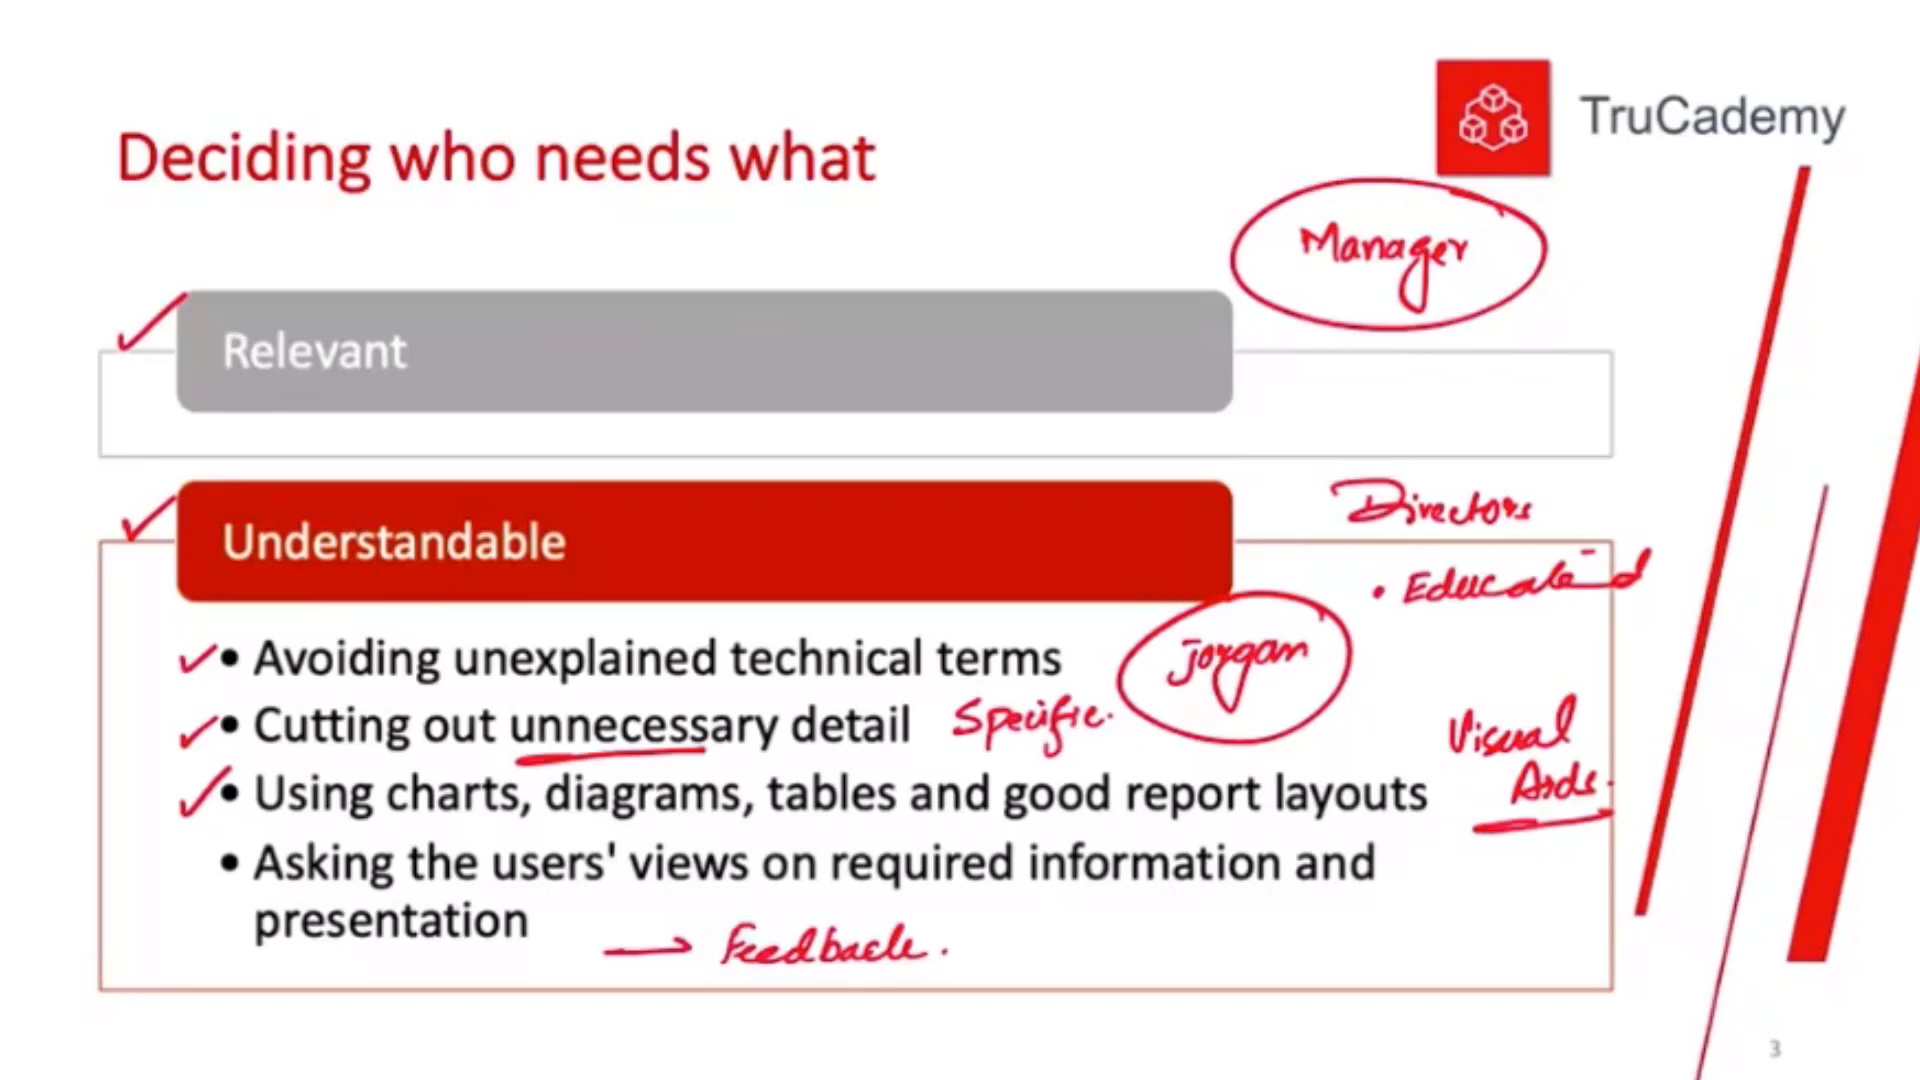 TruCademy
Deciding who needs what
Manager
Relevant
Directors
Understandable
• Educated
• Avoiding unexplained technical terms
jorgan
• Cutting out unnecessary detail
Specific.
Visual
Aids.
• Using charts, diagrams, tables and good report layouts
• Asking the users' views on required information and
presentation
→ Feedback.
3